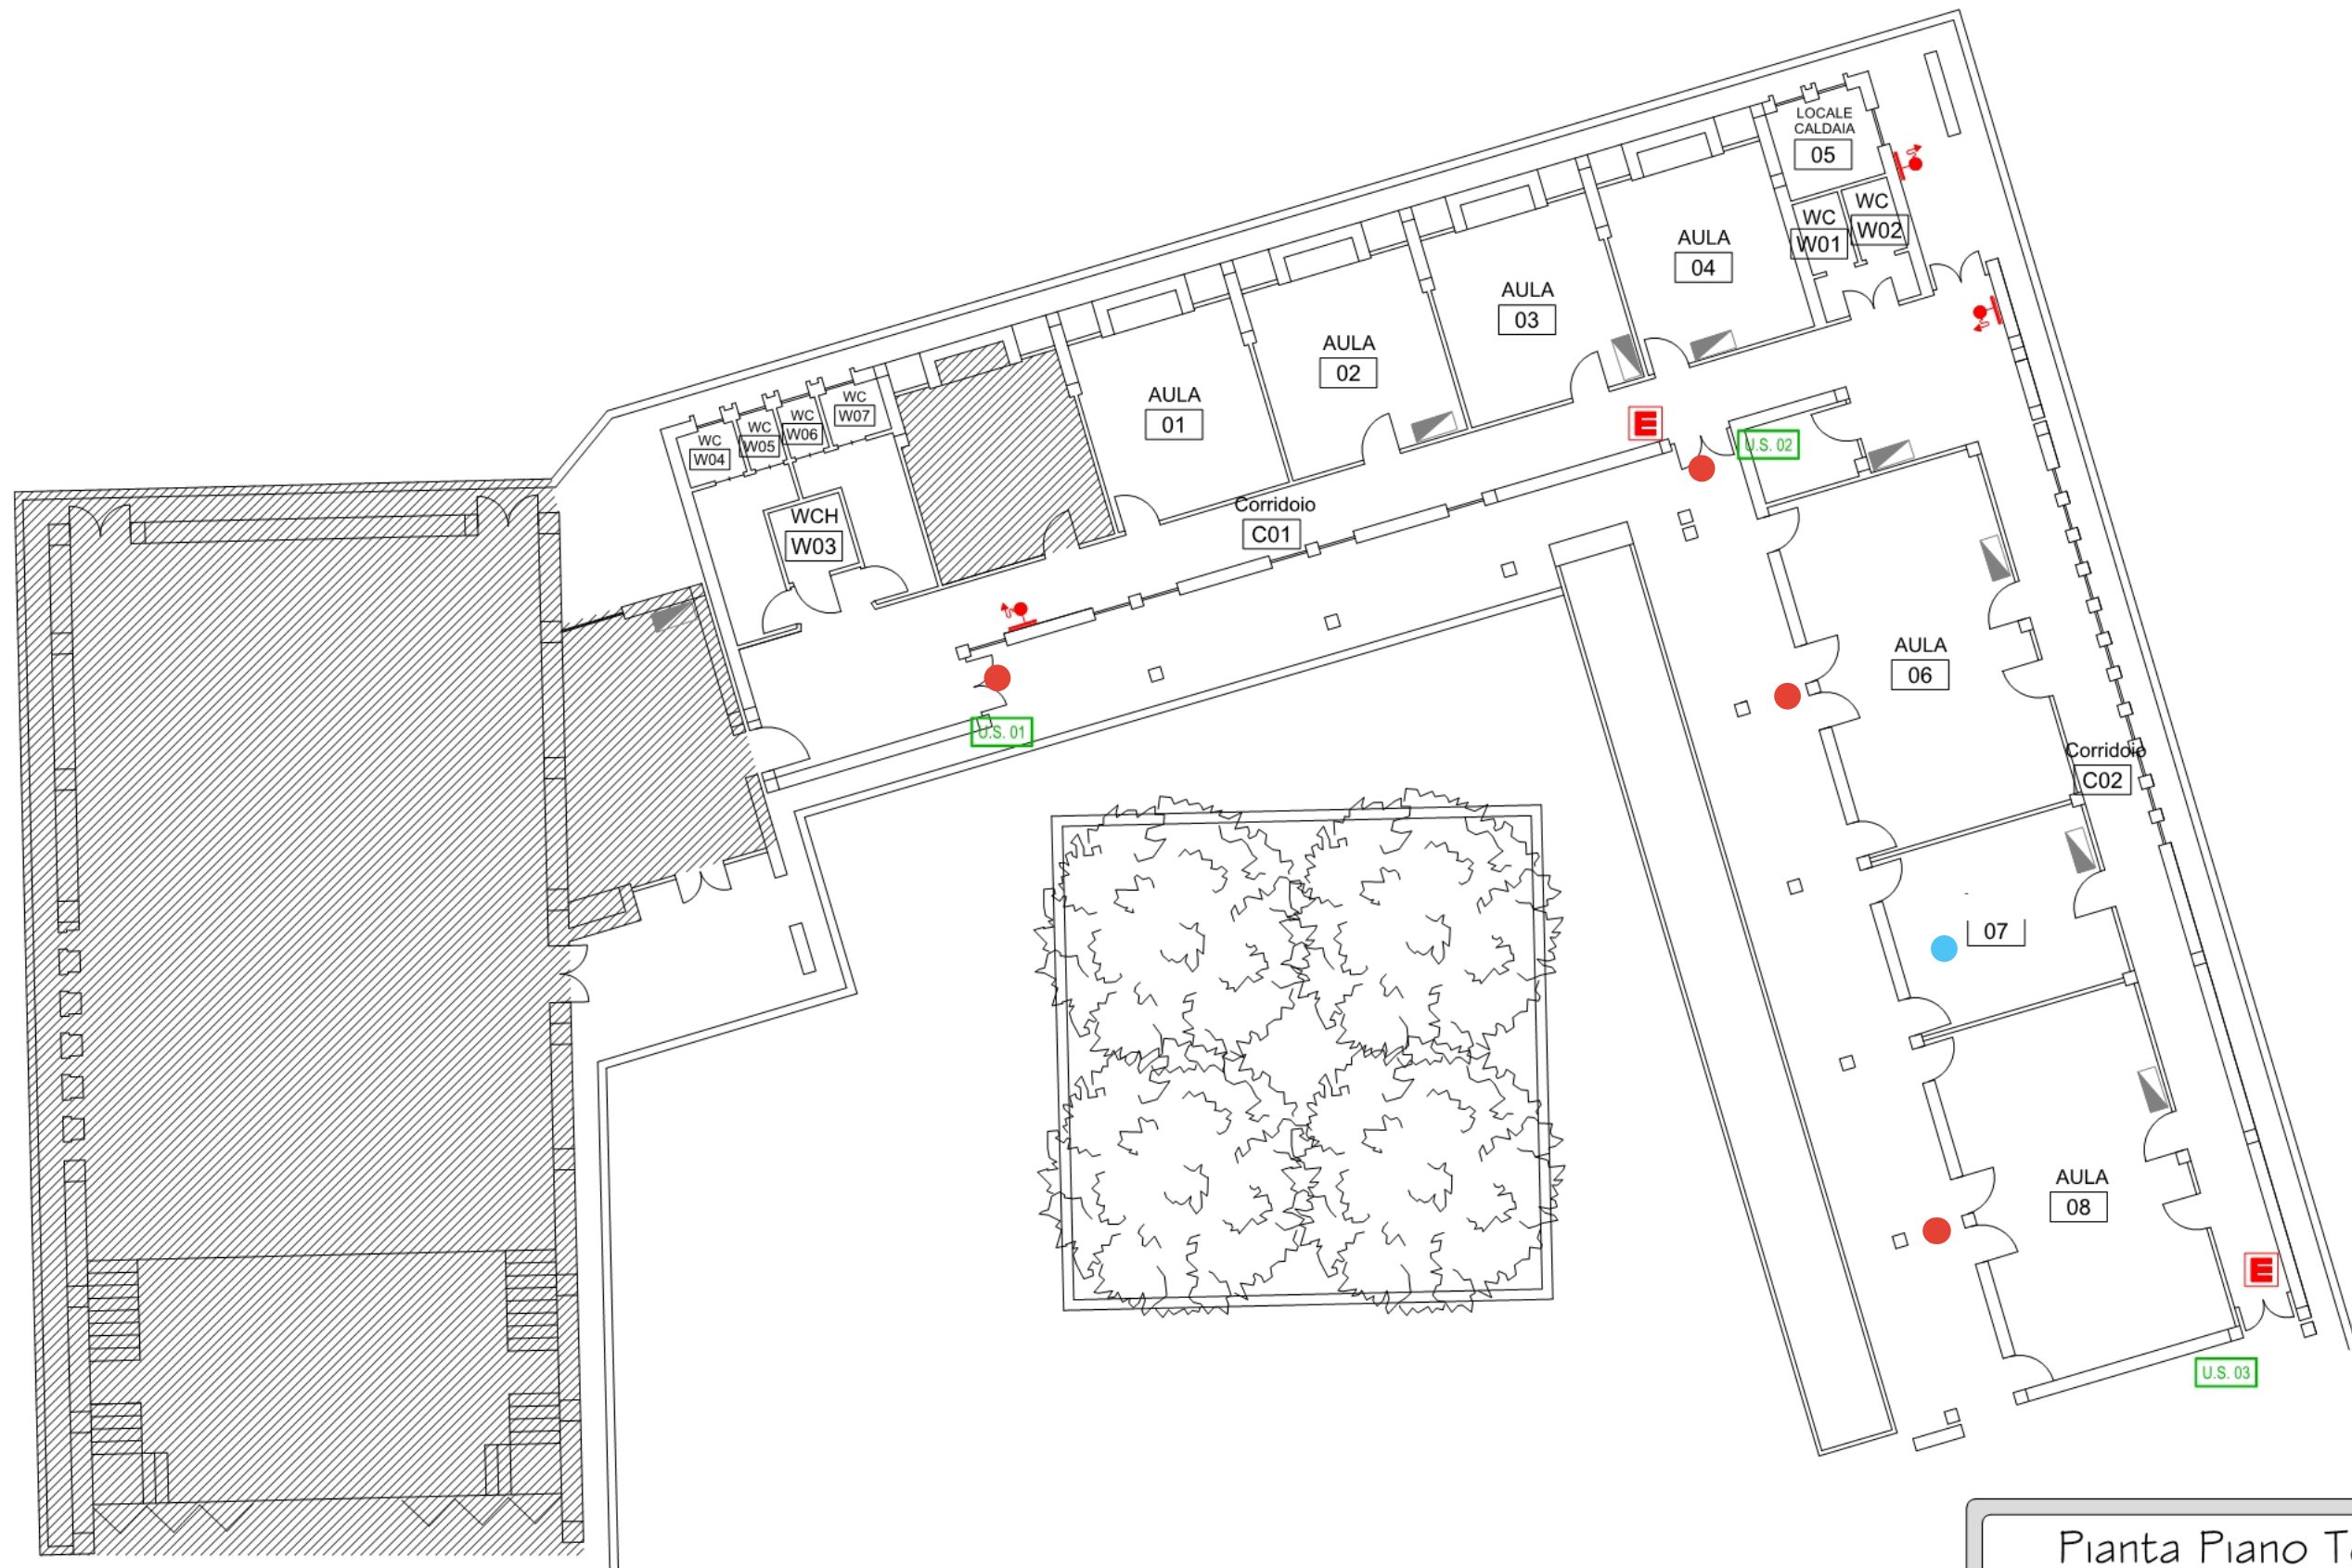 LOCALE
CALDAIA
05
WC
W01
WC
W02
AULA
04
AULA
03
AULA
02
AULA
01
WC
W07
WC
W06
WC
W05
WC
W04
WCH
W03
E
U.S. 02
Corridoio
C01
U.S. 01
AULA
06
Corridoio
C02
07
AULA
08
E
U.S. 03
Pianta Piano